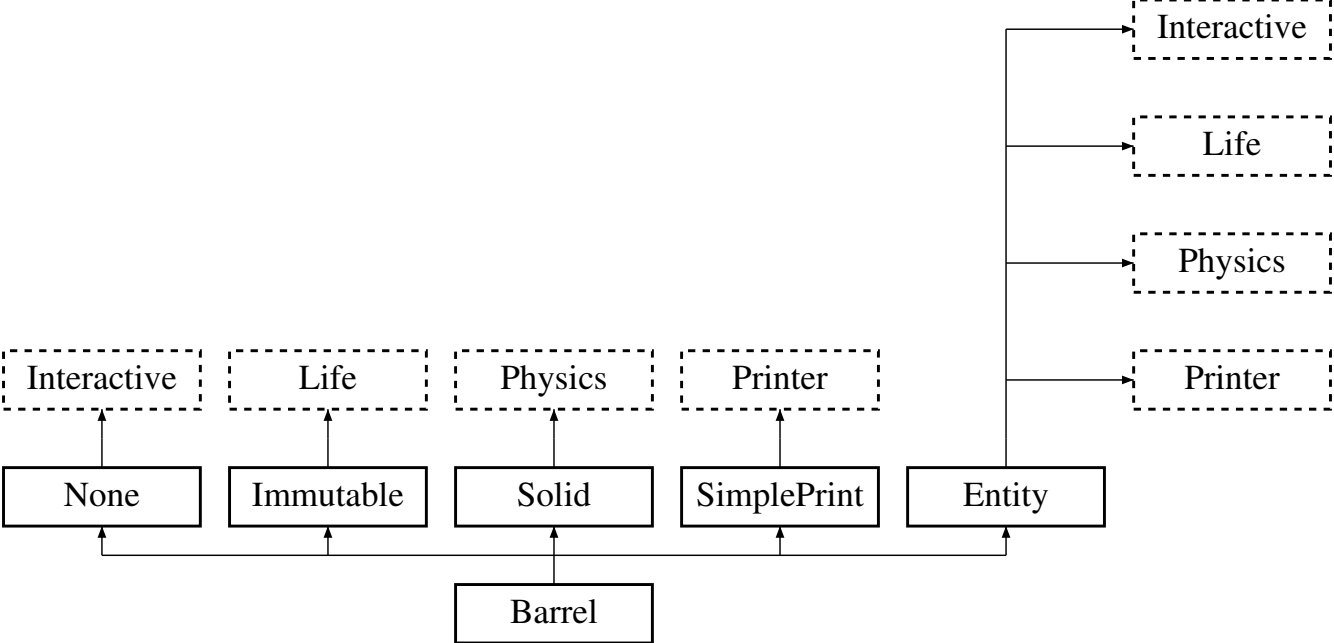 Interactive
Life
Physics
Interactive Life Physics Printer Printer
None Immutable Solid SimplePrint Entity
Barrel